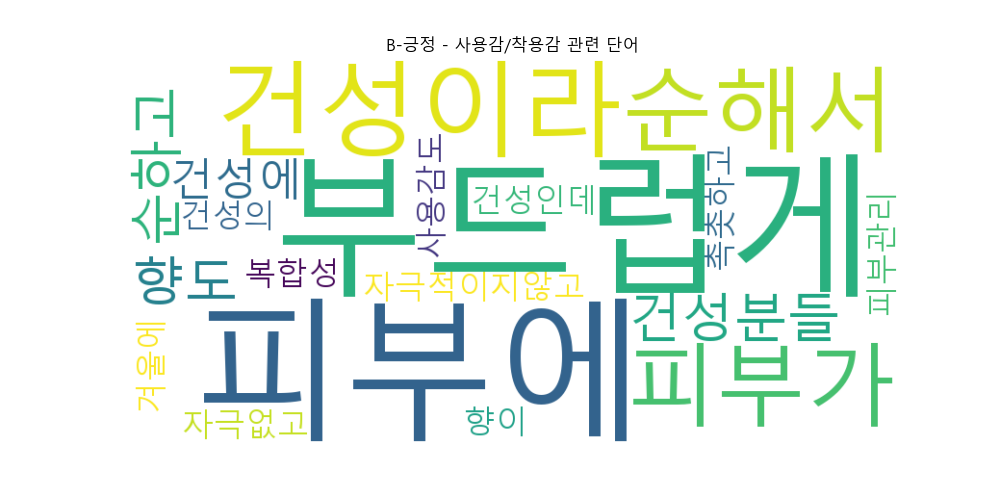 B-긍정 - 사용감/착용감 관련 단어
건성이라
순해서
순하고
건성에
부드럽게
사용감도
건성인데
촉촉하고
건성의
피부관리
향도
복합성
자극적이지않고
건성분들
피부에
겨울에
피부가
자극없고
향이